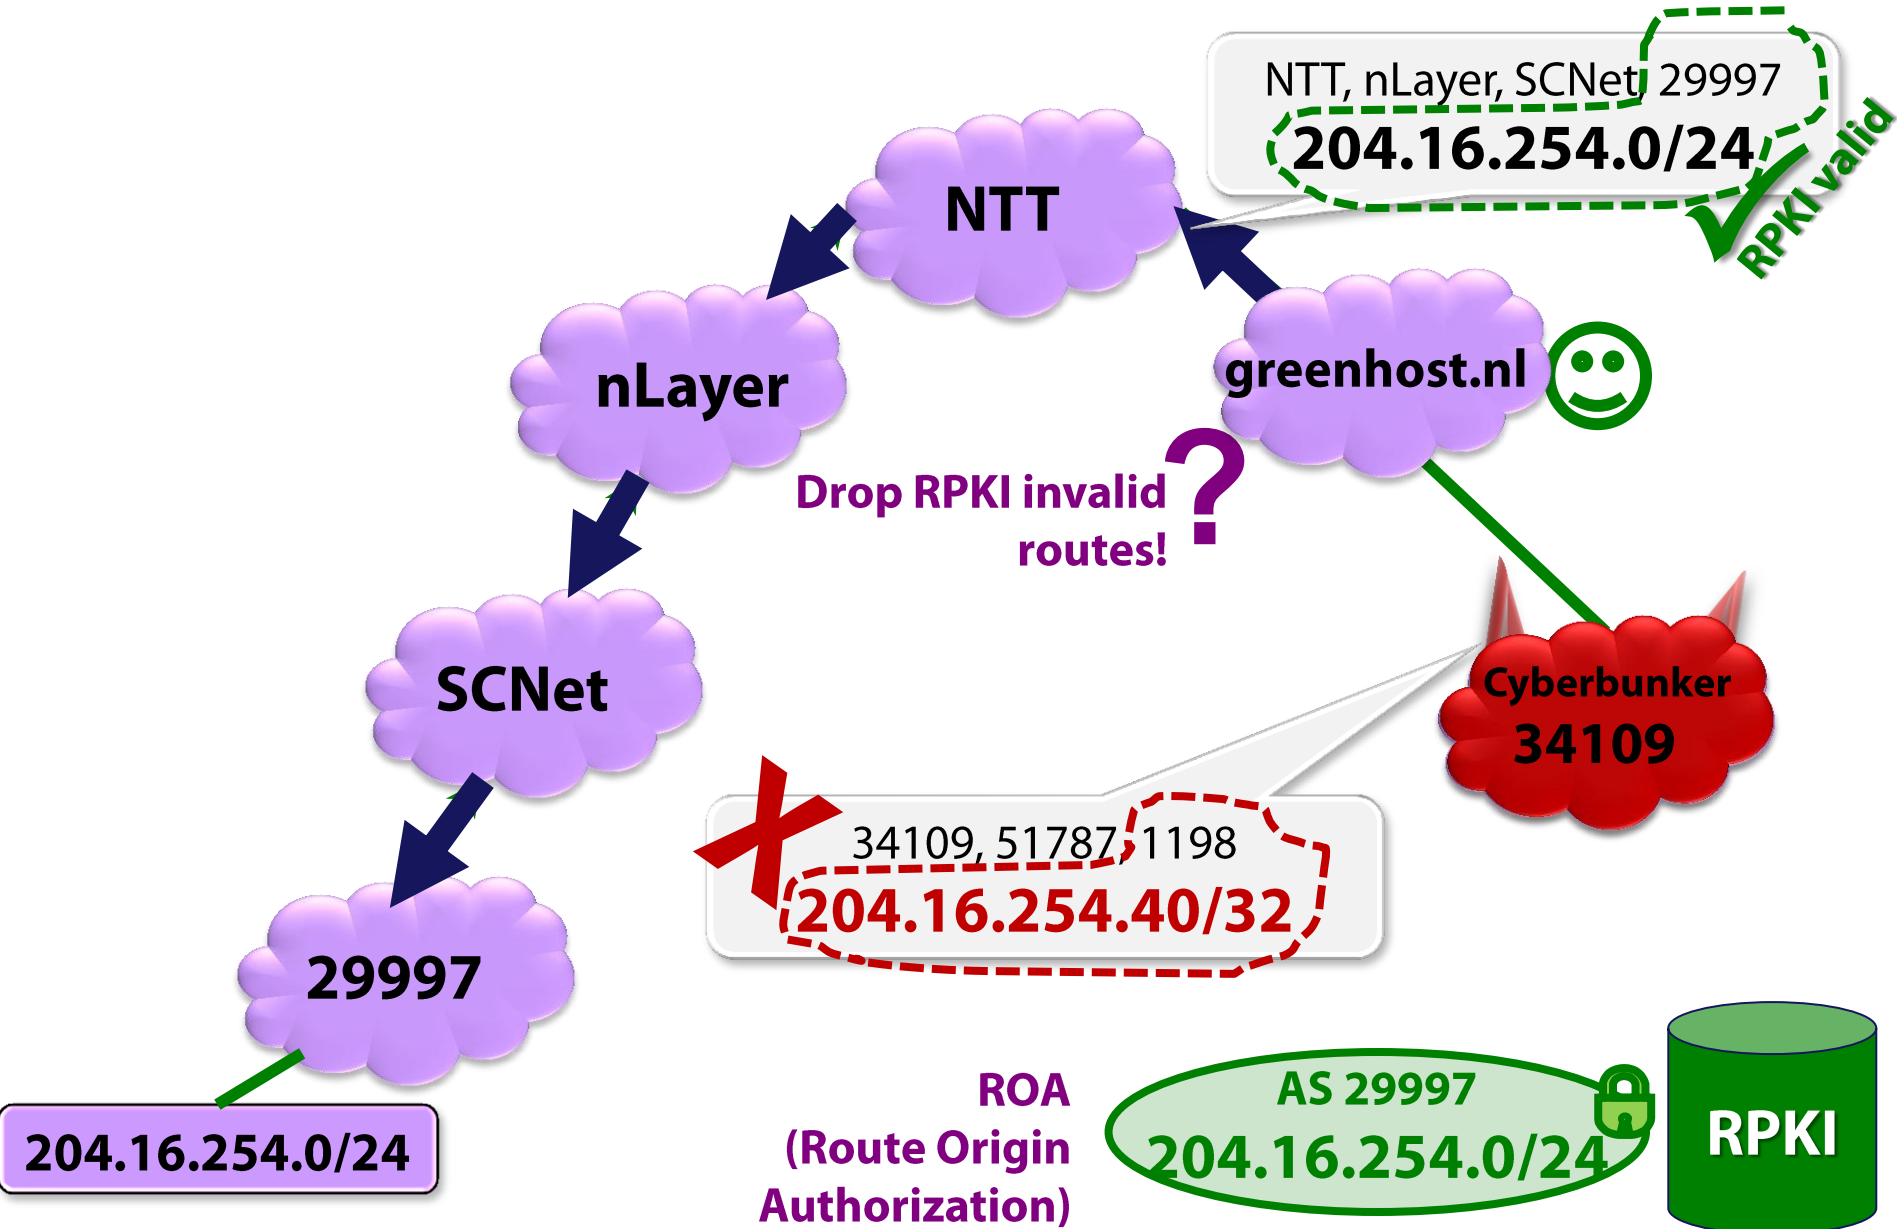 NTT, nLayer, SCNet, 29997
204.16.254.0/24
RPKI valid
NTT
nLayer
greenhost.nl
Drop RPKI invalid
routes!
?
SCNet
Cyberbunker
34109
34109, 51787, 1198
204.16.254.40/32
29997
204.16.254.0/24
ROA
(Route Origin
Authorization)
AS 29997
204.16.254.0/24
RPKI